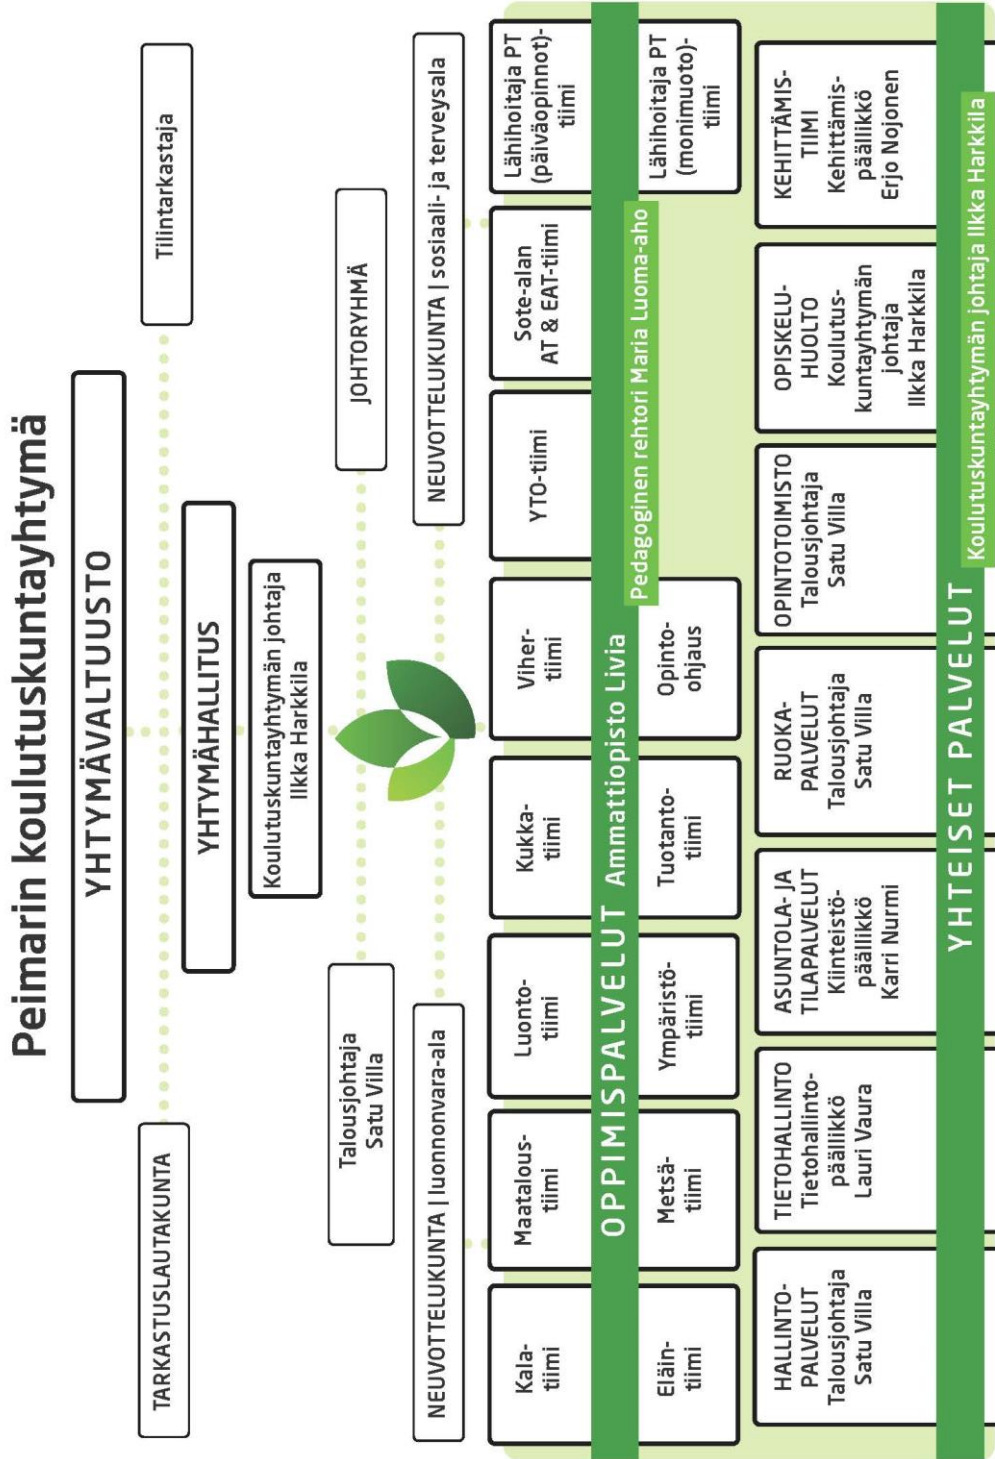 Peimarin koulutuskuntayhtymä
YHTYMÄVALTUUSTO
TARKASTUSLAUTAKUNTA
Tilintarkastaja
YHTYMÄHALLITUS
Koulutuskuntayhtymän johtaja
Ilkka Harkkila
Talousjohtaja
Satu Villa
JOHTORYHMÄ
NEUVOTTELUKUNTA | luonnonvara-ala
NEUVOTTELUKUNTA | sosiaali- ja terveysala
Kala-
tiimi
Maatalous-
tiimi
Luonto-
tiimi
Kukka-
tiimi
Viher-
tiimi
YTO-tiimi
Sote-alan
AT & EAT-tiimi
Lähihoitaja PT
(päiväopinnot)-
tiimi
OPPIMISPALVELUT Ammattiopisto Livia
Pedagoginen rehtori Maria Luoma-aho
Eläin-
tiimi
Metsä-
tiimi
Ympäristö-
tiimi
Tuotanto-
tiimi
Opinto-
ohjaus
Lähihoitaja PT
(monimuoto)-
tiimi
HALLINTO-
PALVELUT
Talousjohtaja
Satu Villa
TIETOHALLINTO
Tietohallinto-
päällikkö
Lauri Vaura
ASUNTOLA- JA
TILAPALVELUT
Kiinteistö-
päällikkö
Karri Nurmi
RUOKA-
PALVELUT
Talousjohtaja
Satu Villa
OPINTOTOIMISTO
Talousjohtaja
Satu Villa
OPISKELU-
HUOLTO
Koulutus-
kuntayhtymän
johtaja
Ilkka Harkkila
KEHITTÄMIS-
TIIMI
Kehittämis-
päällikkö
Erjo Nojonen
YHTEISET PALVELUT
Koulutuskuntayhtymän johtaja Ilkka Harkkila